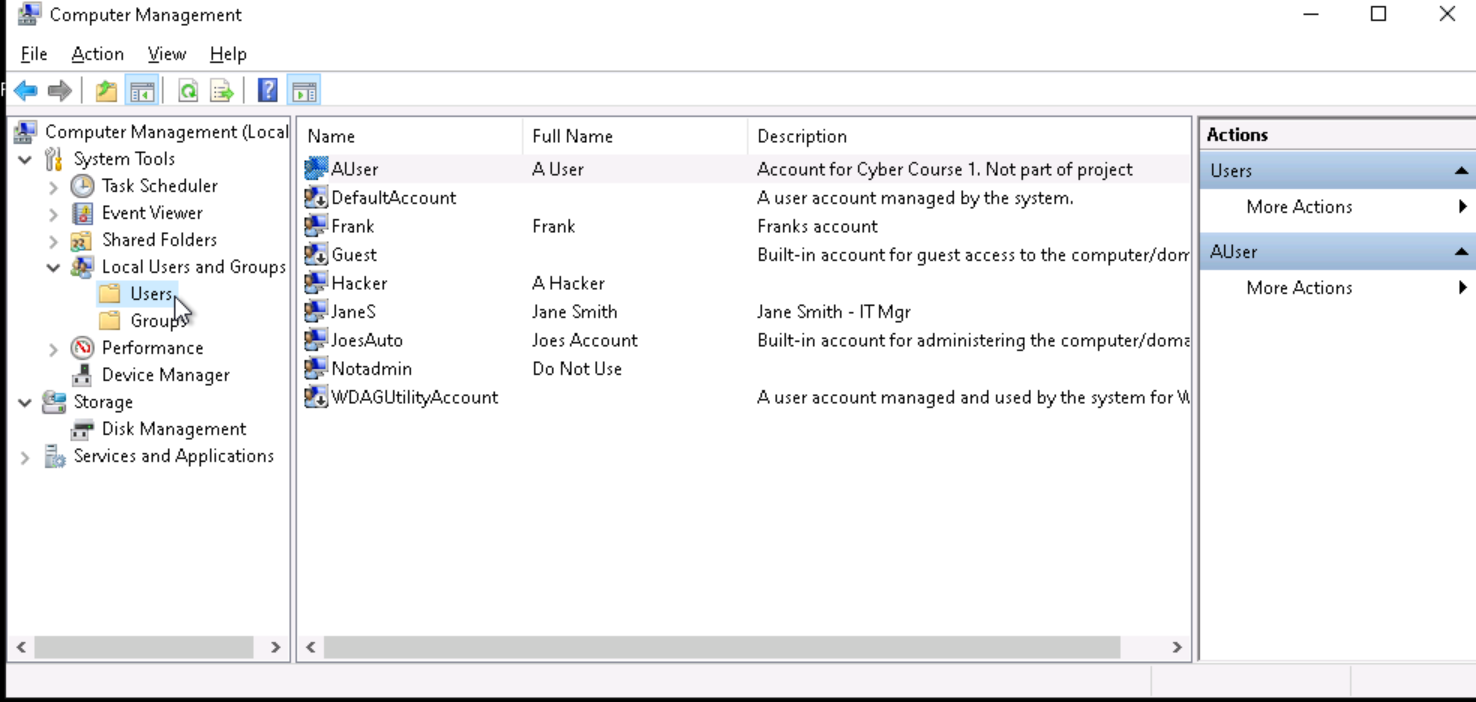 Computer Management
File Action View Help
Computer Management (Local
System Tools
Task Scheduler
Event Viewer
Shared Folders
Local Users and Groups
Users
Groups
Performance
Device Manager
Storage
Disk Management
Services and Applications
Name Full Name Description
AUser A User Account for Cyber Course 1. Not part of project
DefaultAccount A user account managed by the system.
Frank Frank Franks account
Guest Built-in account for guest access to the computer/dom
Hacker A Hacker
JaneS Jane Smith Jane Smith - IT Mgr
JoesAuto Joes Account Built-in account for administering the computer/doma
Notadmin Do Not Use
WDAGUtilityAccount A user account managed and used by the system for W
Actions
Users
More Actions
AUser
More Actions